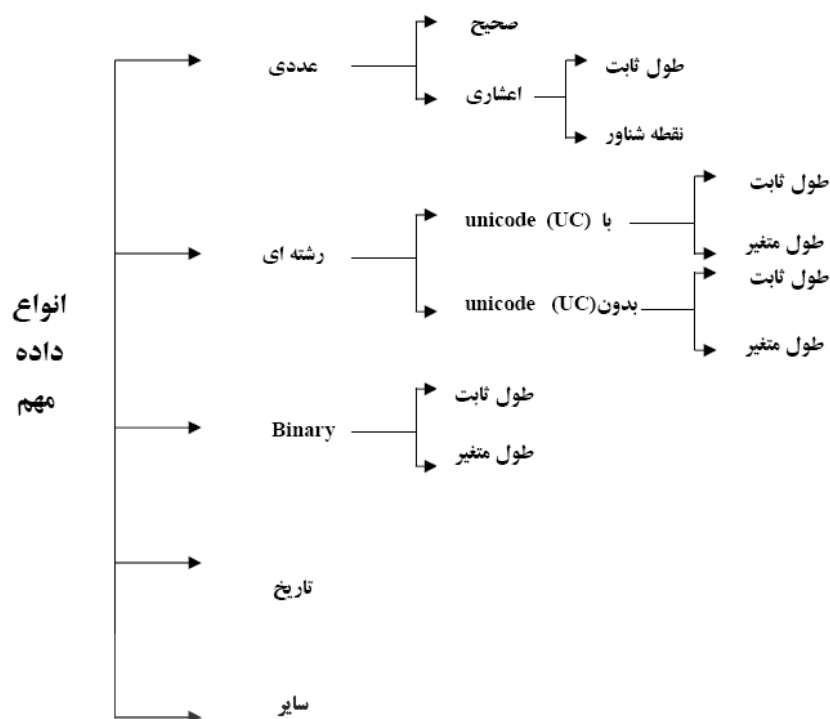 انواع
داده
مهم
عددی
صحیح
اعشاری
طول ثابت
نقطه شناور
رشته ای
با unicode (UC)
طول ثابت
طول متغیر
بدون unicode (UC)
طول ثابت
طول متغیر
Binary
طول ثابت
طول متغیر
تاریخ
سایر